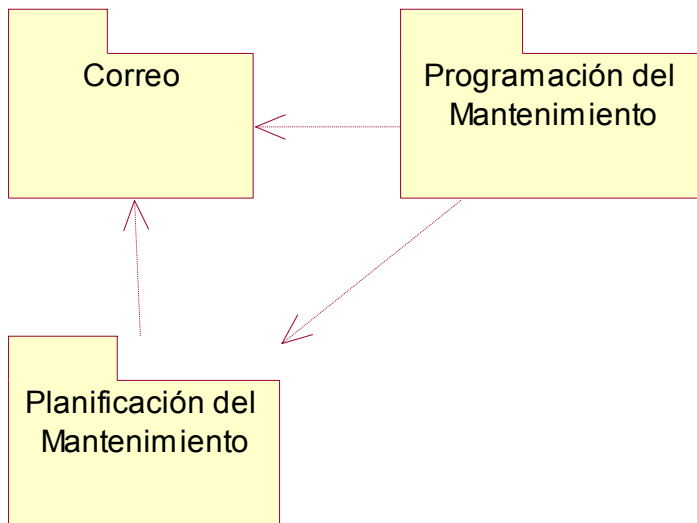 Correo
Programación del
Mantenimiento
Planificación del
Mantenimiento